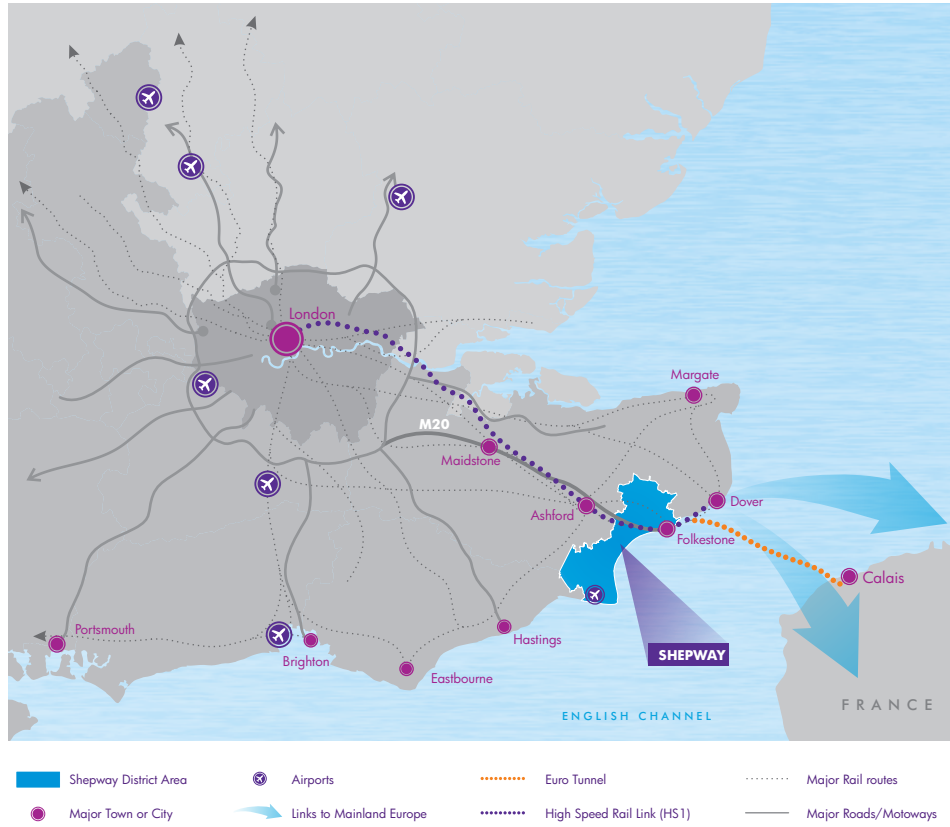 London
Margate
M20
Maidstone
Ashford
Dover
Folkestone
Calais
Portsmouth
Hastings
Brighton
SHEPWAY
Eastbourne
FRANCE
ENGLISH CHANNEL
Shepway District Area
Airports
Euro Tunnel
Major Rail routes
Major Town or City
Links to Mainland Europe
High Speed Rail Link (HS1)
Major Roads/Motoways